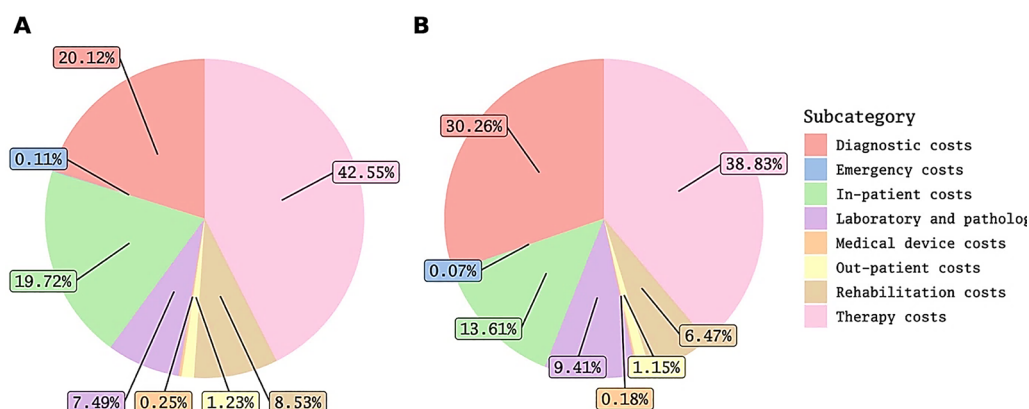 A
B
20.12%
0.11%
42.55%
19.72%
7.49%
0.25%
1.23%
8.53%
30.26%
38.83%
0.07%
13.61%
9.41%
0.18%
1.15%
6.47%
Subcategory
Diagnostic costs
Emergency costs
In-patient costs
Laboratory and patholog
Medical device costs
Out-patient costs
Rehabilitation costs
Therapy costs